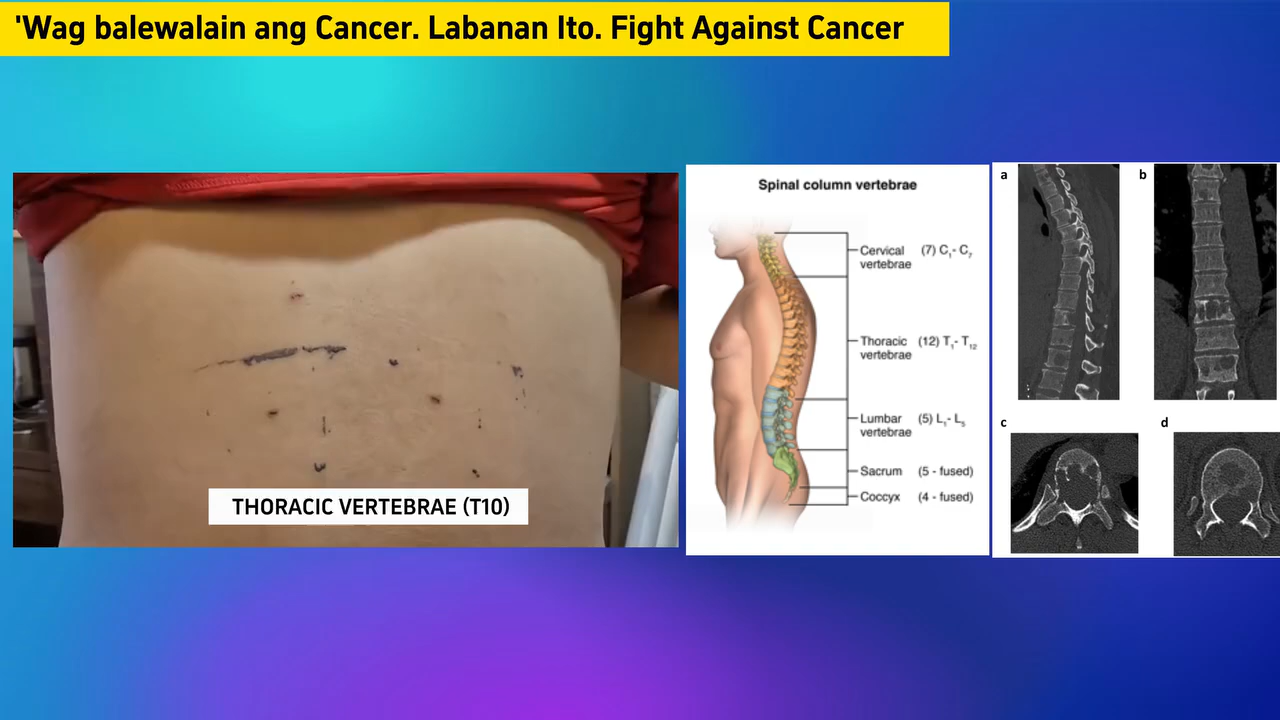 'Wag balewalain ang Cancer. Labanan Ito. Fight Against Cancer
THORACIC VERTEBRAE (T10)
Spinal column vertebrae
Cervical vertebrae (7) C₁- C₇
Thoracic vertebrae (12) T₁- T₁₂
Lumbar vertebrae (5) L₁- L₅
Sacrum (5 - fused)
Coccyx (4 - fused)
a
b
c
d